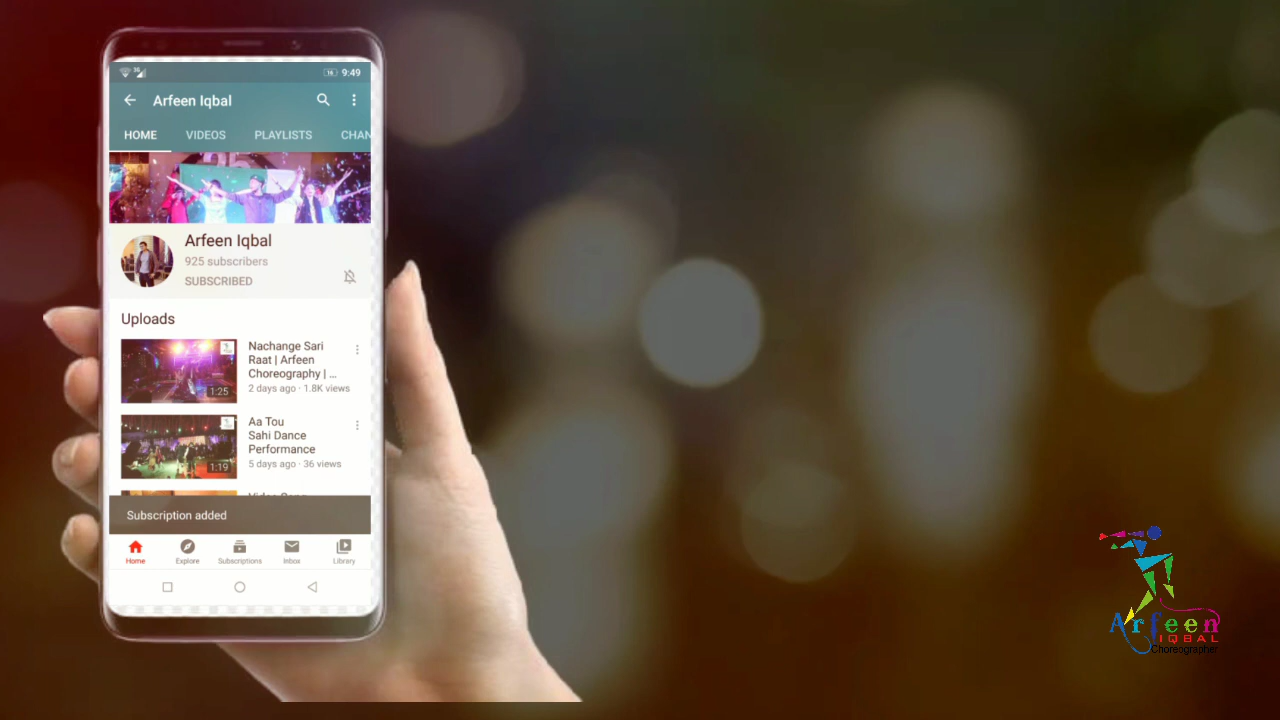 3G
16 9:49
Arfeen Iqbal
HOME VIDEOS PLAYLISTS CHAN
Arfeen Iqbal
925 subscribers
SUBSCRIBED
Uploads
Nachange Sari
Raat | Arfeen
Choreography | ...
2 days ago · 1.8K views
1:25
Aa Tou
Sahi Dance
Performance
5 days ago · 36 views
1:19
Subscription added
Home Explore Subscriptions Inbox Library
Arfeen
IQBAL
Choreographer